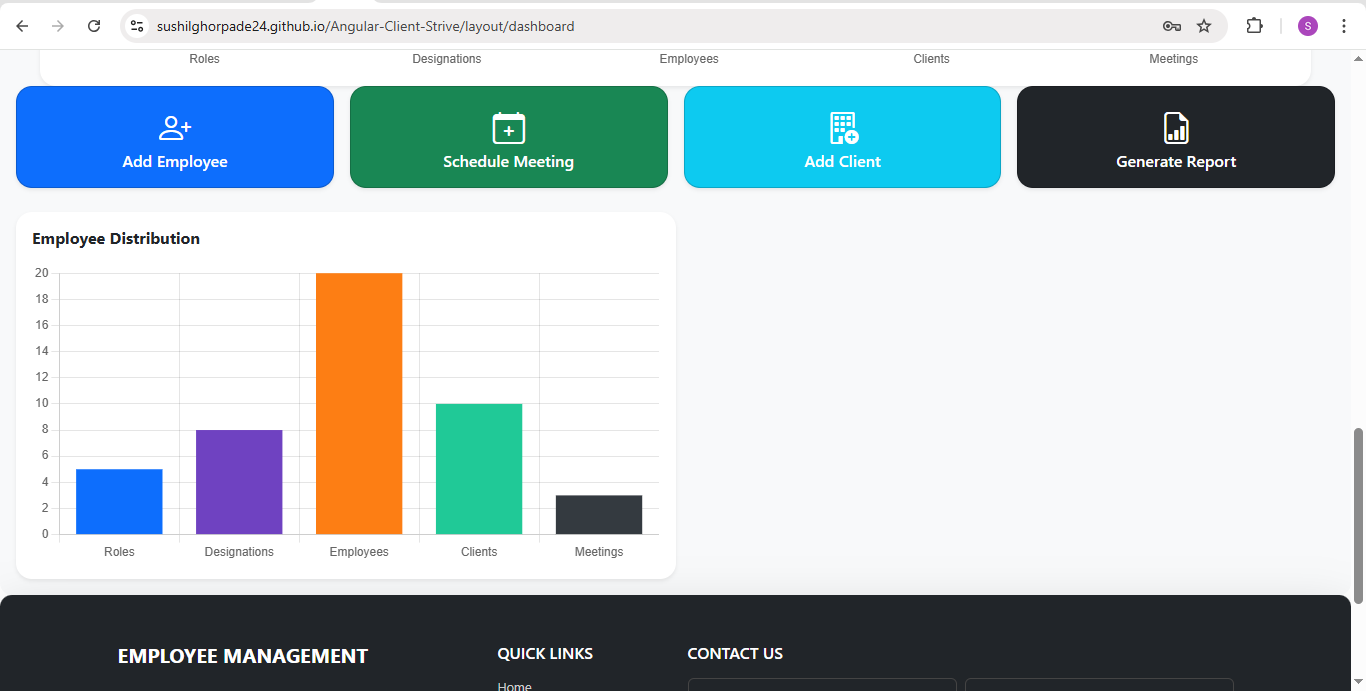 sushilghorpade24.github.io/Angular-Client-Strive/layout/dashboard
S
Roles Designations Employees Clients Meetings
Add Employee Schedule Meeting Add Client Generate Report
Employee Distribution
20
18
16
14
12
10
8
6
4
2
0
Roles Designations Employees Clients Meetings
EMPLOYEE MANAGEMENT QUICK LINKS CONTACT US
Home